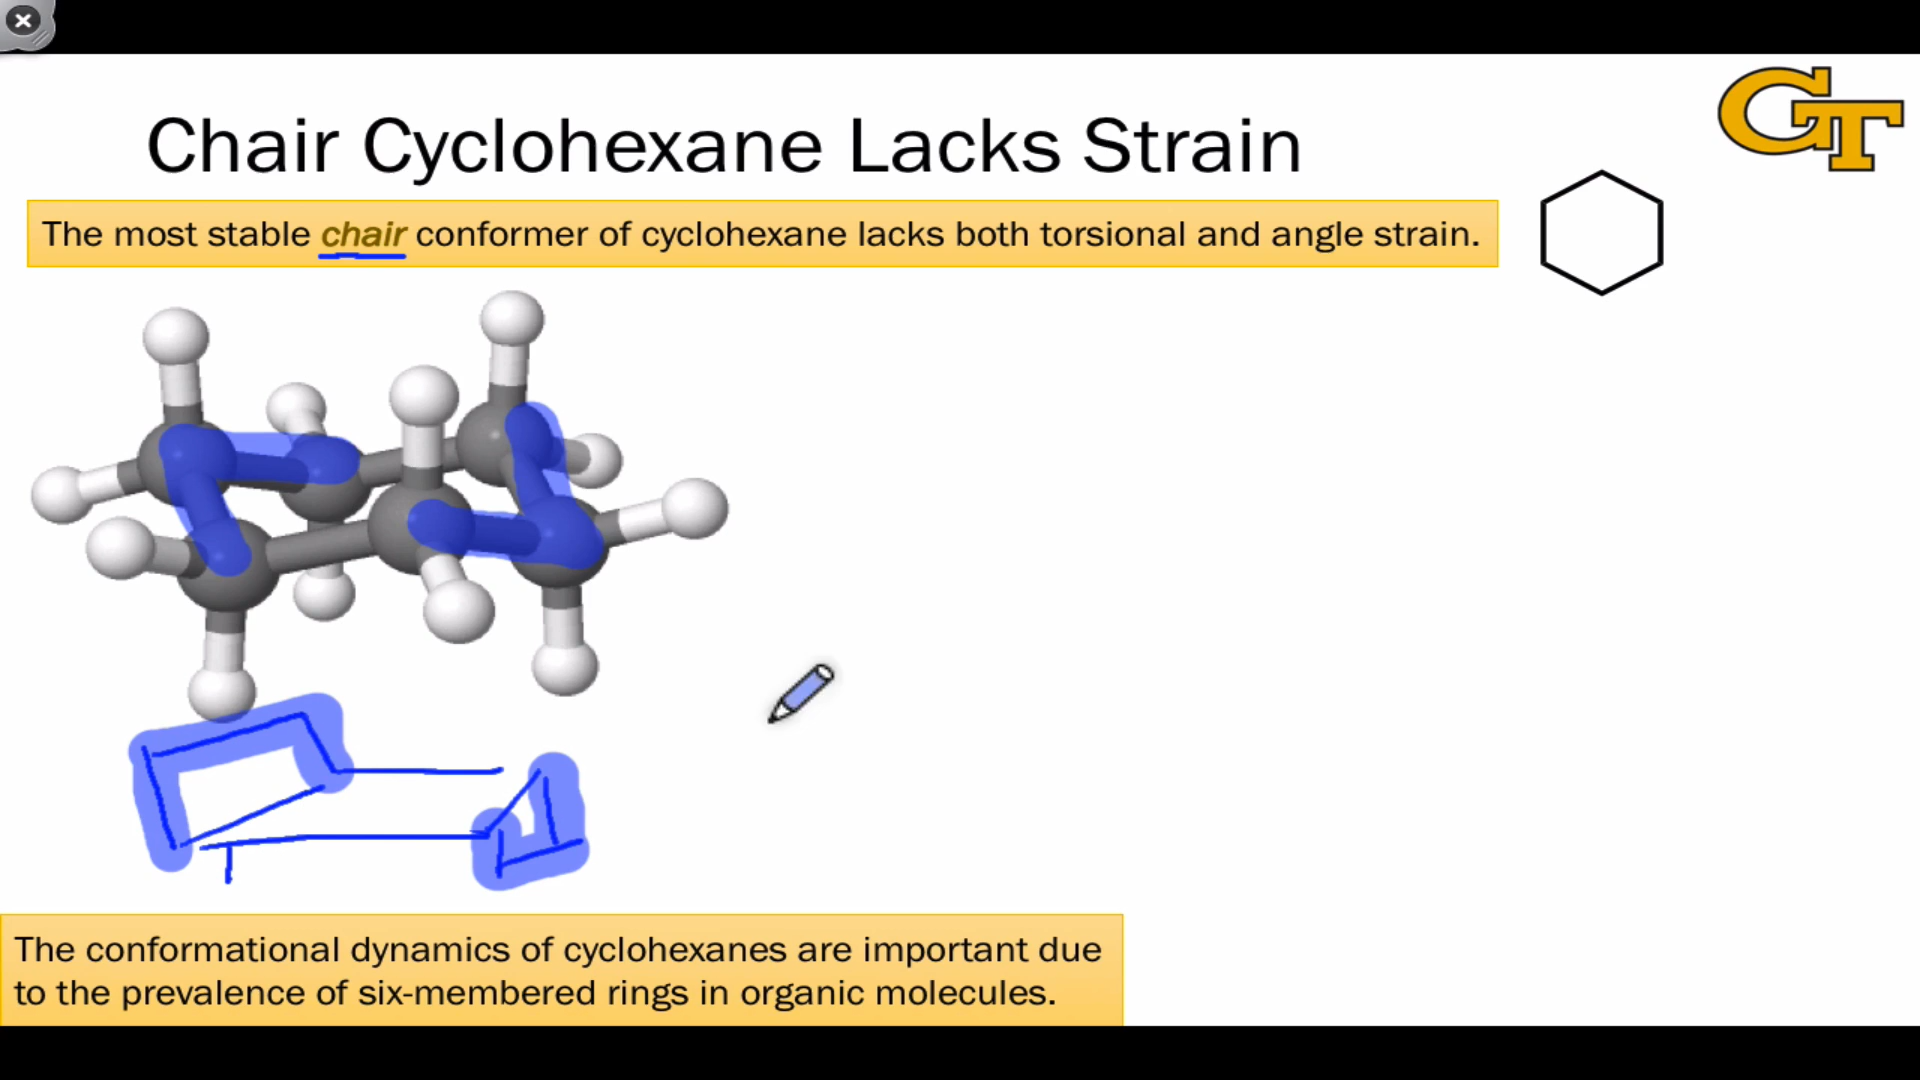 GT
Chair Cyclohexane Lacks Strain
The most stable chair conformer of cyclohexane lacks both torsional and angle strain.
The conformational dynamics of cyclohexanes are important due
to the prevalence of six-membered rings in organic molecules.